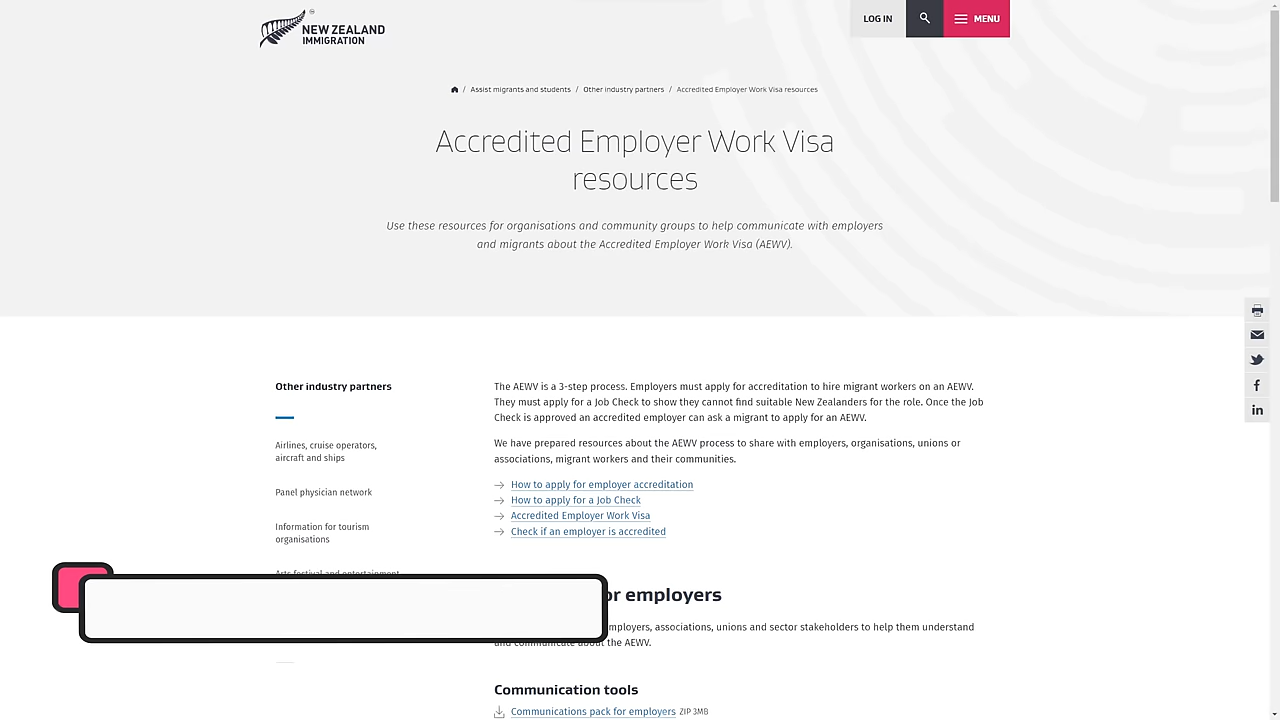 NEW ZEALAND
IMMIGRATION
LOG IN
MENU
/ Assist migrants and students / Other industry partners / Accredited Employer Work Visa resources
Accredited Employer Work Visa
resources
Use these resources for organisations and community groups to help communicate with employers
and migrants about the Accredited Employer Work Visa (AEWV).
Other industry partners
Airlines, cruise operators,
aircraft and ships
Panel physician network
Information for tourism
organisations
Arts festival and entertainment
The AEWV is a 3-step process. Employers must apply for accreditation to hire migrant workers on an AEWV.
They must apply for a Job Check to show they cannot find suitable New Zealanders for the role. Once the Job
Check is approved an accredited employer can ask a migrant to apply for an AEWV.
We have prepared resources about the AEWV process to share with employers, organisations, unions or
associations, migrant workers and their communities.
How to apply for employer accreditation
How to apply for a Job Check
Accredited Employer Work Visa
Check if an employer is accredited
employers
associations, unions and sector stakeholders to help them understand
and communicate about the AEWV.
Communication tools
Communications pack for employers ZIP 3MB